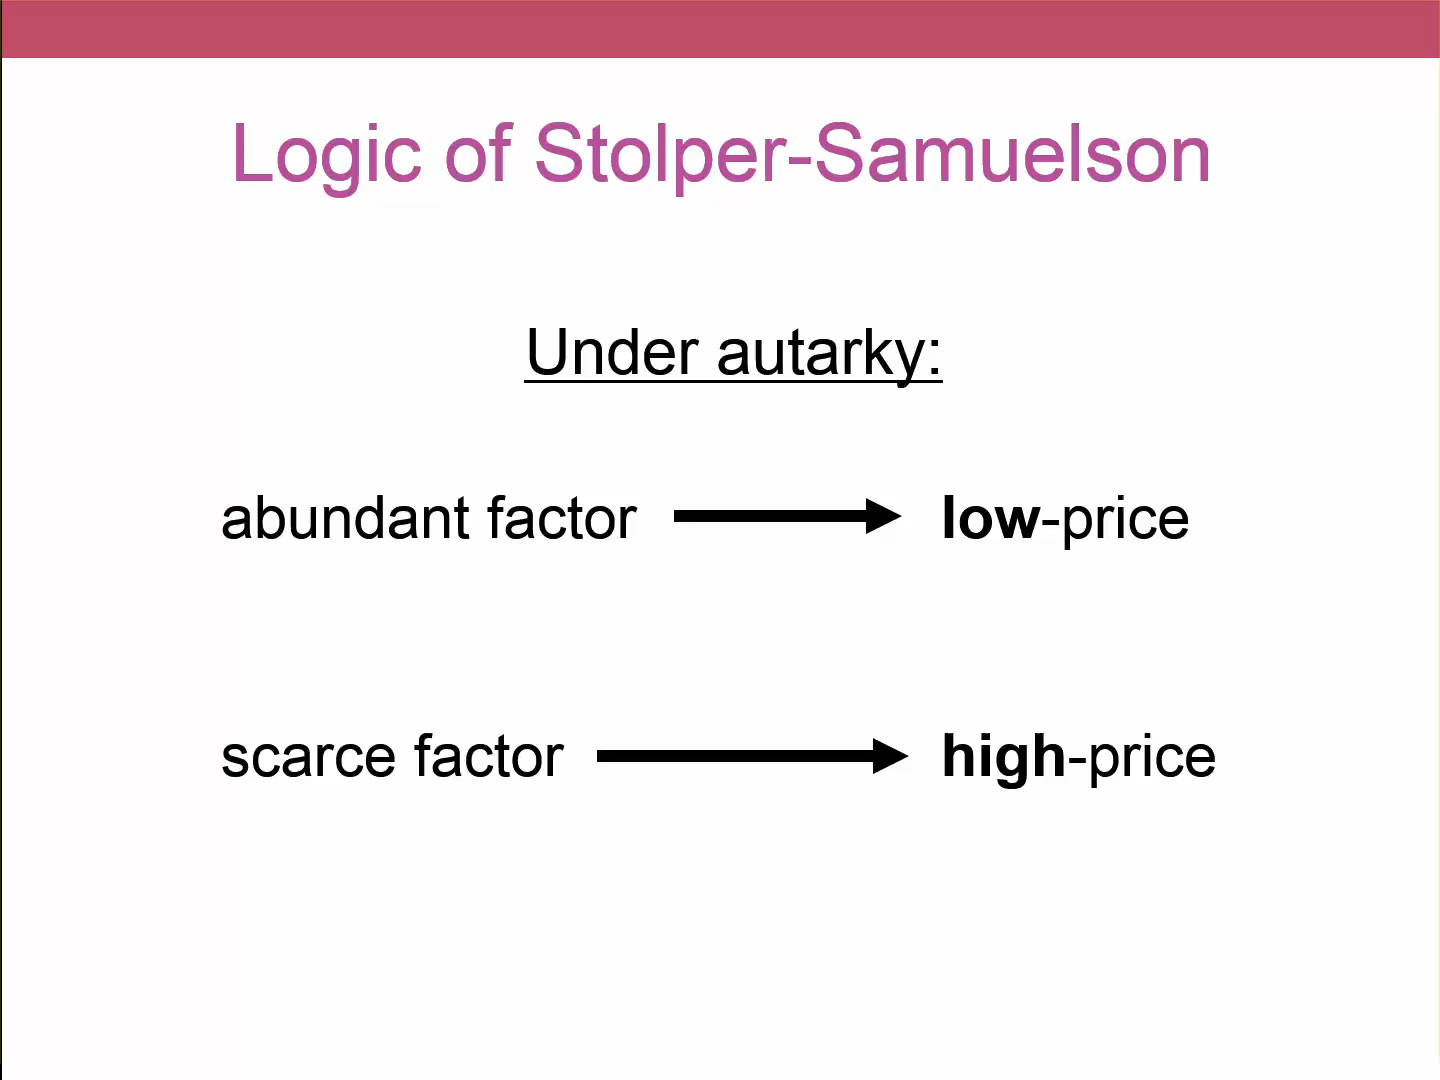 Logic of Stolper-Samuelson
Under autarky:
abundant factor low-price
scarce factor high-price